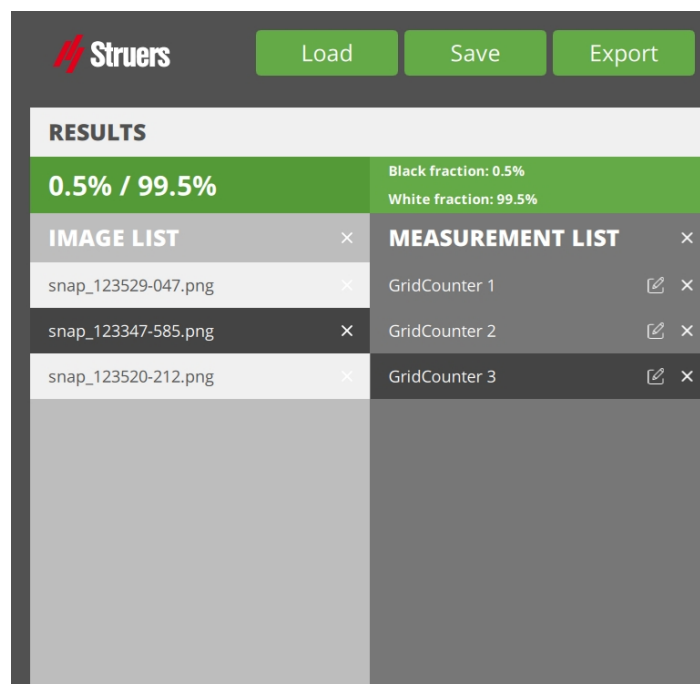 Struers
Load
Save
Export
RESULTS
0.5% / 99.5%
Black fraction: 0.5%
White fraction: 99.5%
IMAGE LIST
×
MEASUREMENT LIST
×
snap_123529-047.png
×
GridCounter 1
×
snap_123347-585.png
×
GridCounter 2
×
snap_123520-212.png
×
GridCounter 3
×